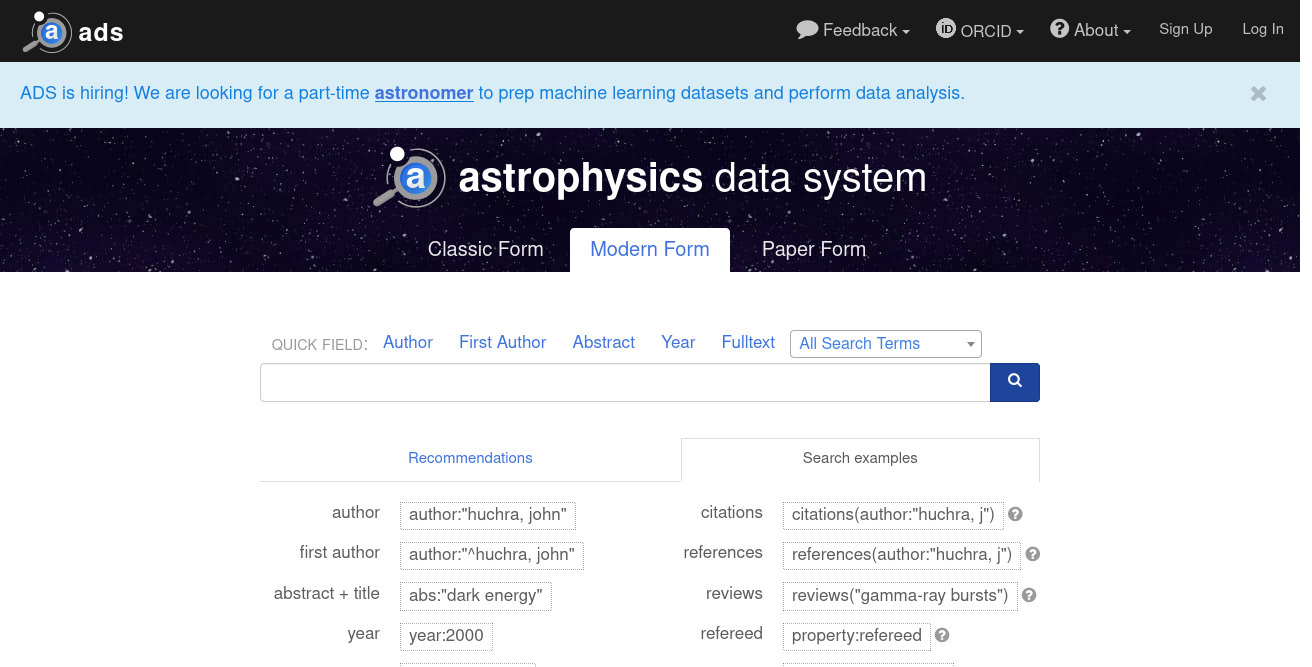 a ads
Feedback
iD ORCID
? About
Sign Up
Log In
ADS is hiring! We are looking for a part-time astronomer to prep machine learning datasets and perform data analysis.
a astrophysics data system
Classic Form
Modern Form
Paper Form
QUICK FIELD: Author First Author Abstract Year Fulltext All Search Terms
Recommendations
Search examples
author author:"huchra, john"
first author author:"^huchra, john"
abstract + title abs:"dark energy"
year year:2000
citations citations(author:"huchra, j") ?
references references(author:"huchra, j") ?
reviews reviews("gamma-ray bursts") ?
refereed property:refereed ?